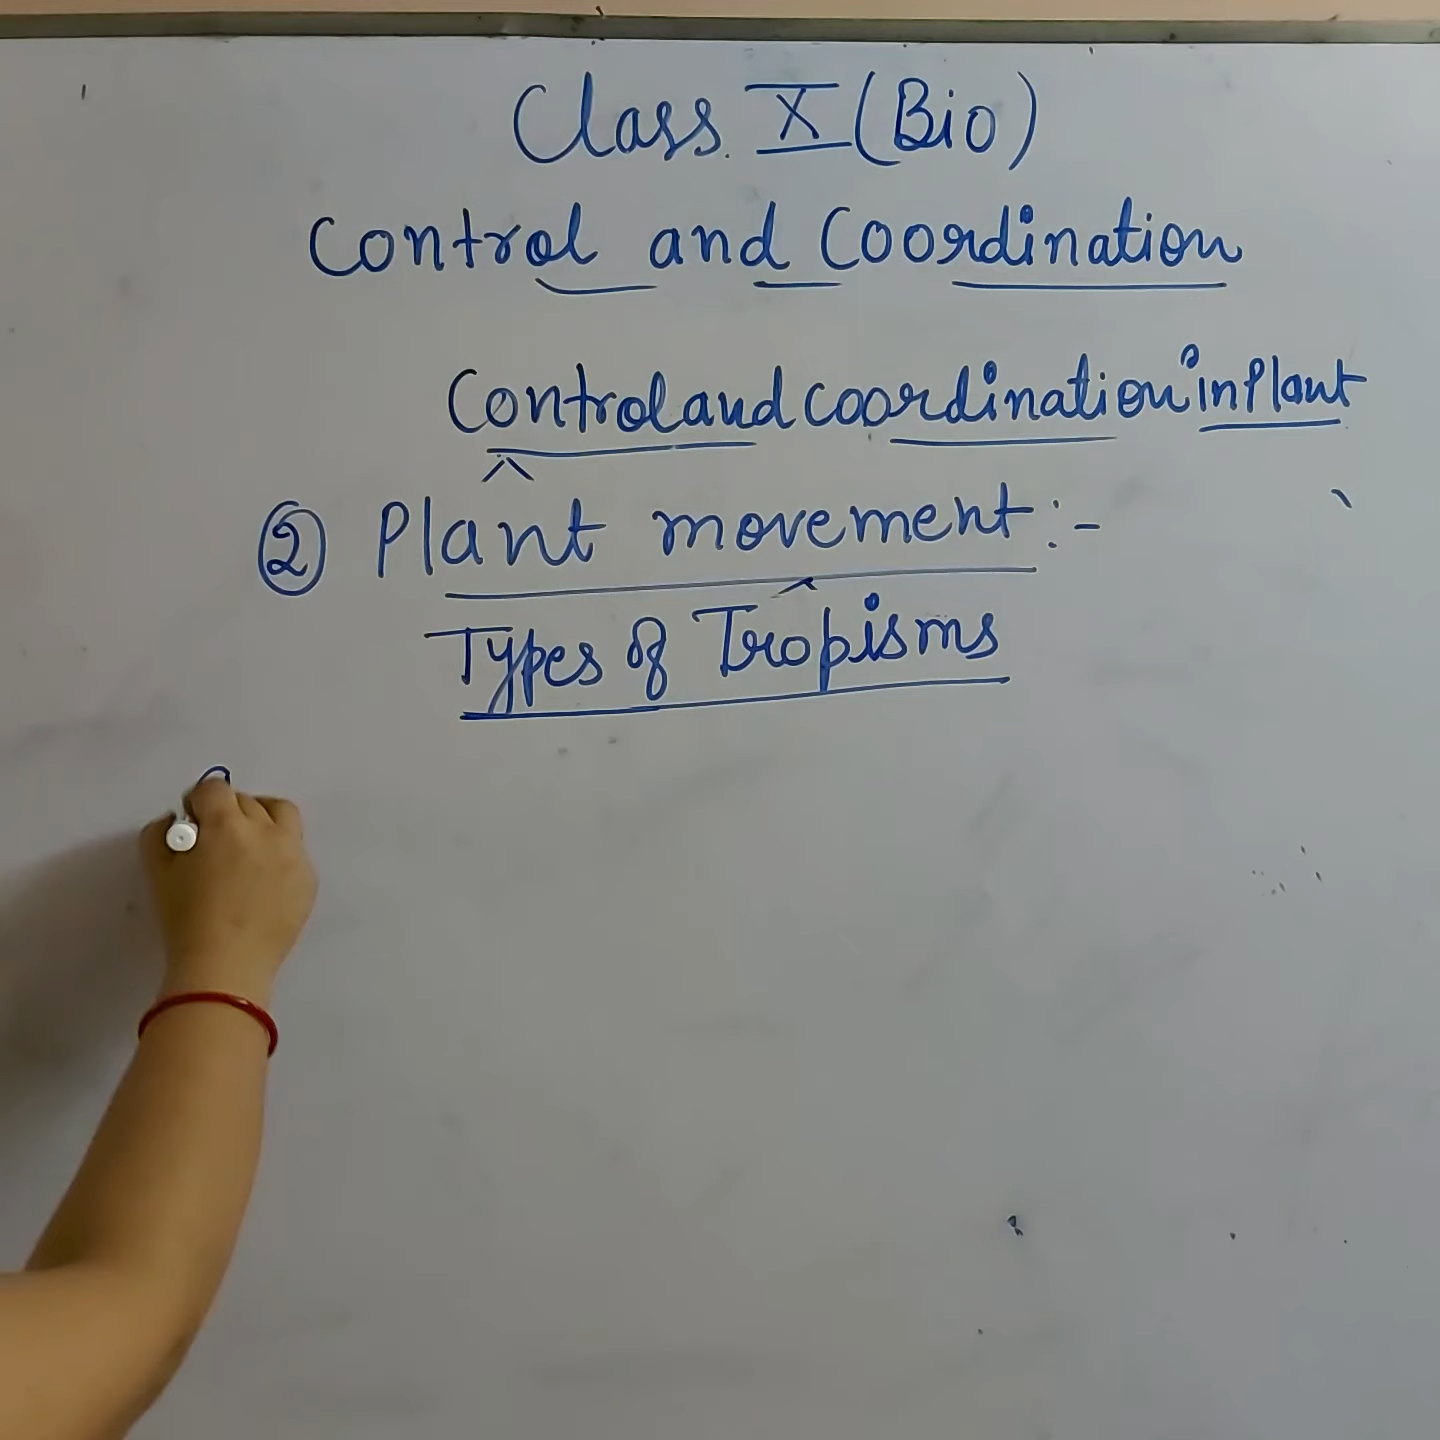 Class X (Bio)
Control and Coordination
Control and coordination in Plant
② Plant movement :-
Types of Tropisms